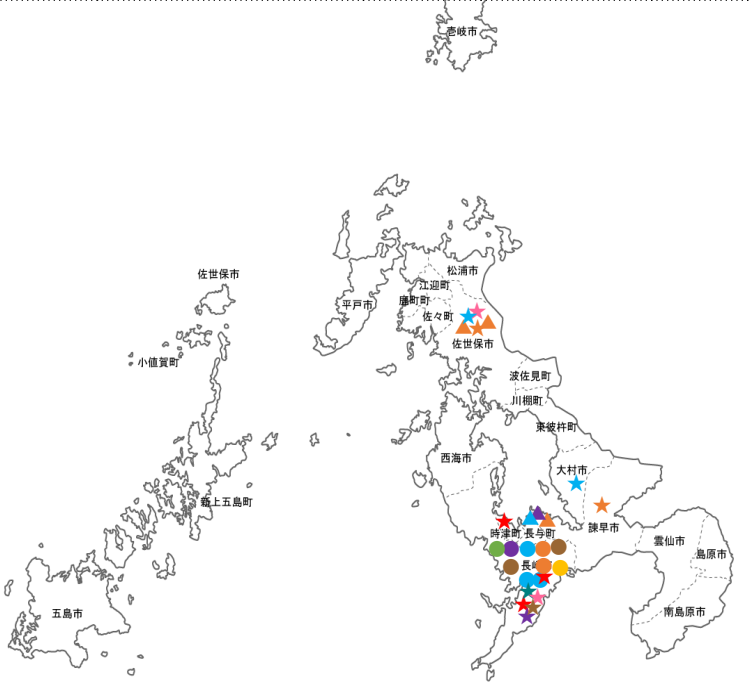 壱岐市
松浦市
佐世保市
江迎町
鹿町町
平戸市
佐々町
佐世保市
小値賀町
波佐見町
川棚町
東彼杵町
西海市
大村市
新上五島町
諫早市
時津町
長与町
雲仙市
島原市
長崎
五島市
南島原市